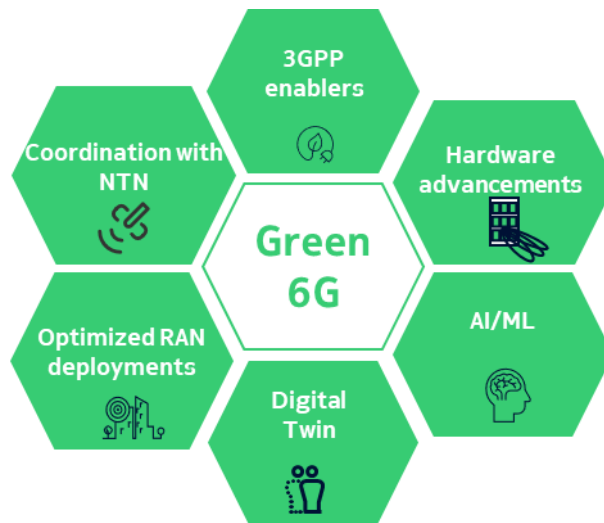 3GPP
enablers
Coordination with
NTN
Hardware
advancements
Green
6G
Optimized RAN
deployments
AI/ML
Digital
Twin